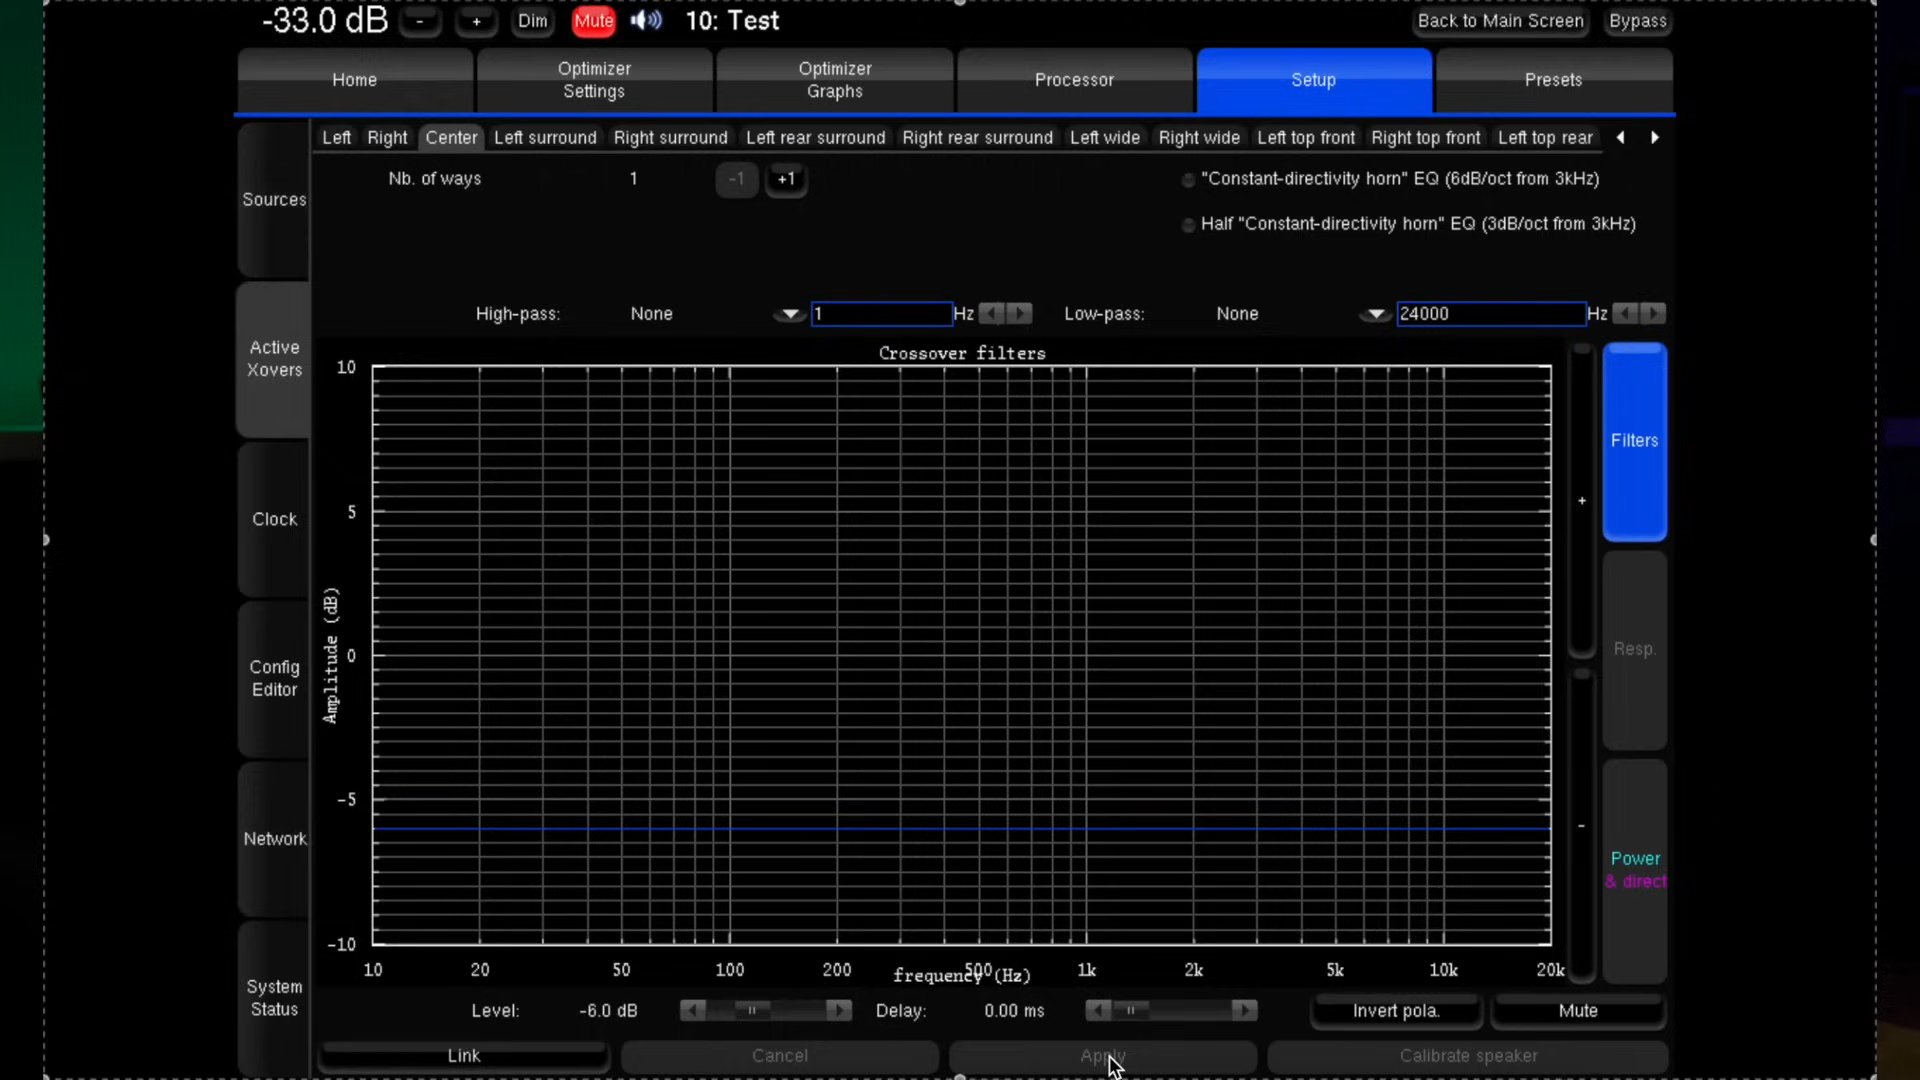 -33.0 dB - + Dim Mute 10: Test Back to Main Screen Bypass
Home
Optimizer
Settings
Optimizer
Graphs
Processor
Setup
Presets
Left Right Center Left surround Right surround Left rear surround Right rear surround Left wide Right wide Left top front Right top front Left top rear
Nb. of ways 1 -1 +1
"Constant-directivity horn" EQ (6dB/oct from 3kHz)
Half "Constant-directivity horn" EQ (3dB/oct from 3kHz)
High-pass: None 1 Hz Low-pass: None 24000 Hz
Sources
Active
Xovers
Clock
Config
Editor
Network
System
Status
Crossover filters
10
5
0
-5
-10
Amplitude (dB)
10 20 50 100 200 500 1k 2k 5k 10k 20k
frequency (Hz)
+
-
Filters
Resp.
Power
& direct
Level: -6.0 dB Delay: 0.00 ms Invert pola. Mute
Link Cancel Apply Calibrate speaker